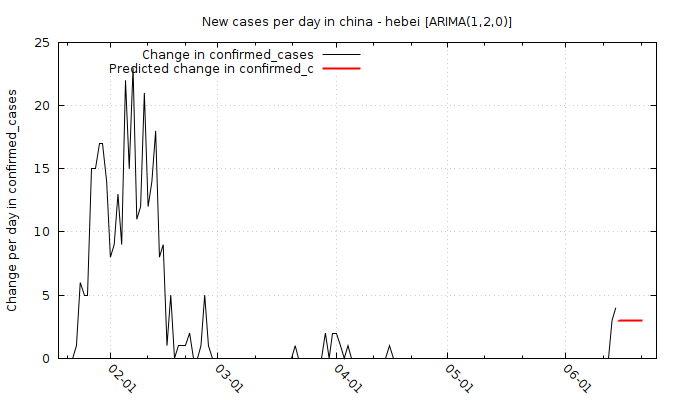 New cases per day in china - hebei [ARIMA(1,2,0)]
Change in confirmed_cases
Predicted change in confirmed_c
Change per day in confirmed_cases
25
20
15
10
5
0
02-01
03-01
04-01
05-01
06-01